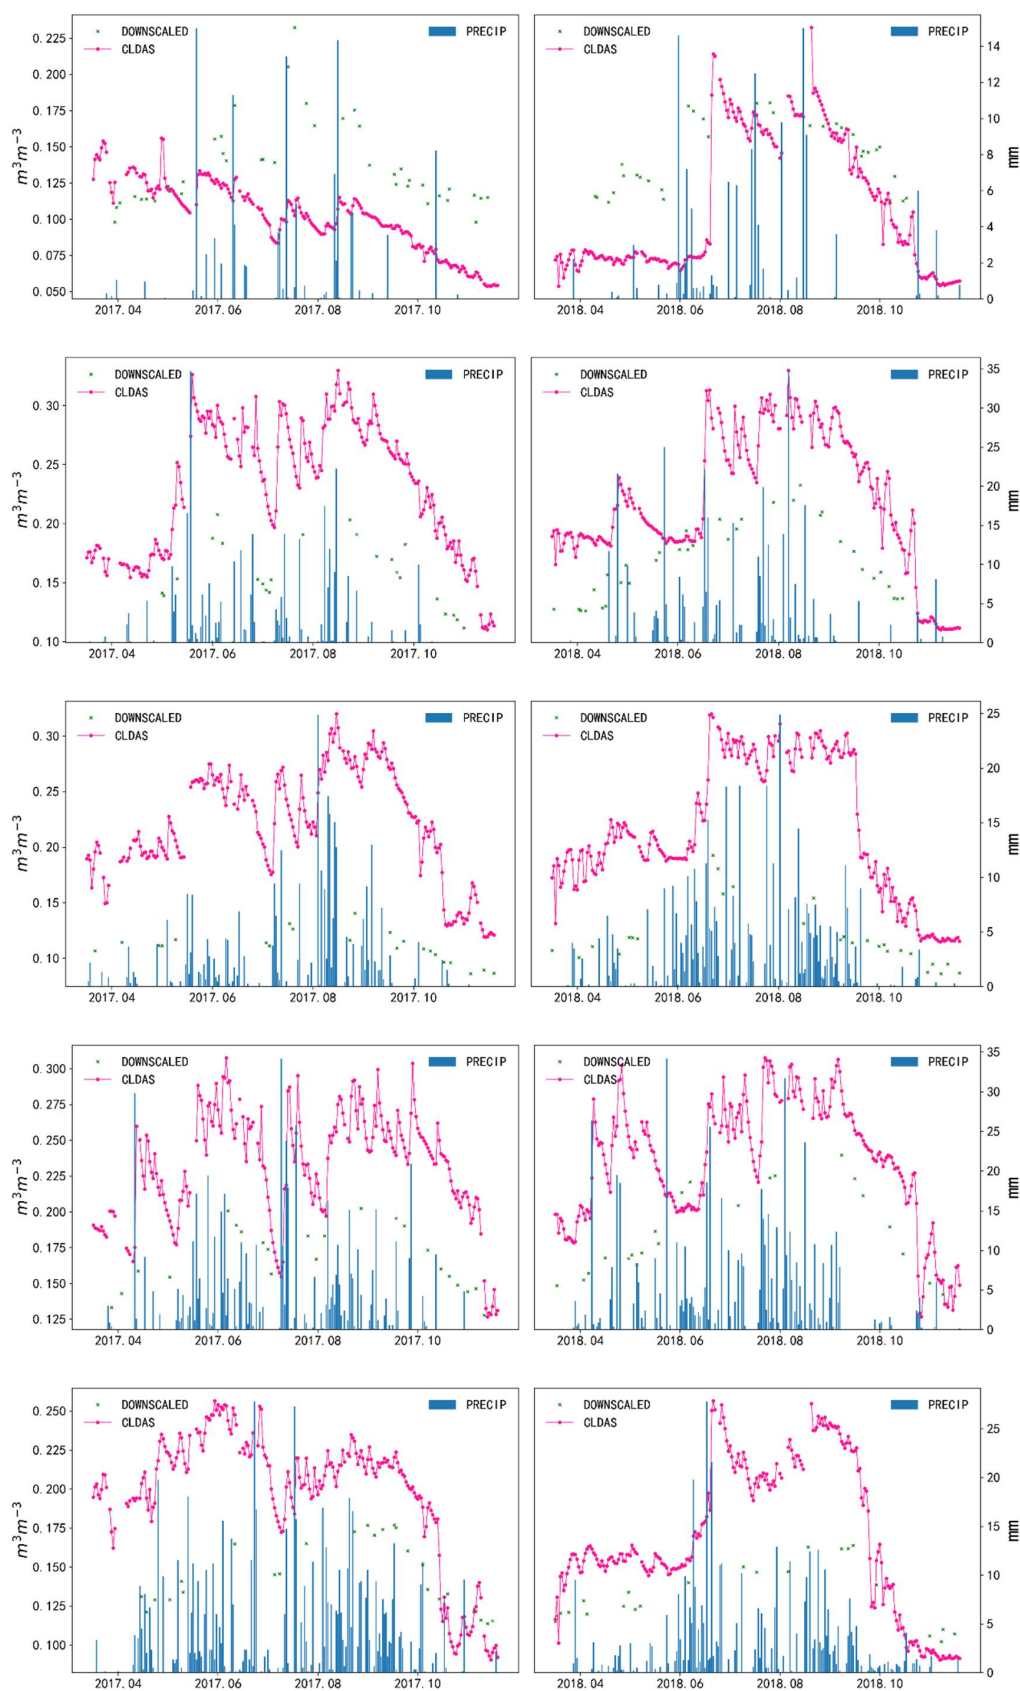 DOWNSCALED
CLDAS
PRECIP
0.225
0.200
0.175
0.150
0.125
0.100
0.075
0.050
m³m⁻³
2017.04 2017.06 2017.08 2017.10
DOWNSCALED
CLDAS
PRECIP
14
12
10
8
6
4
2
0
mm
2018.04 2018.06 2018.08 2018.10
DOWNSCALED
CLDAS
PRECIP
0.30
0.25
0.20
0.15
0.10
m³m⁻³
2017.04 2017.06 2017.08 2017.10
DOWNSCALED
CLDAS
PRECIP
35
30
25
20
15
10
5
0
mm
2018.04 2018.06 2018.08 2018.10
DOWNSCALED
CLDAS
PRECIP
0.30
0.25
0.20
0.15
0.10
m³m⁻³
2017.04 2017.06 2017.08 2017.10
DOWNSCALED
CLDAS
PRECIP
25
20
15
10
5
0
mm
2018.04 2018.06 2018.08 2018.10
DOWNSCALED
CLDAS
PRECIP
0.300
0.275
0.250
0.225
0.200
0.175
0.150
0.125
m³m⁻³
2017.04 2017.06 2017.08 2017.10
DOWNSCALED
CLDAS
PRECIP
35
30
25
20
15
10
5
0
mm
2018.04 2018.06 2018.08 2018.10
DOWNSCALED
CLDAS
PRECIP
0.250
0.225
0.200
0.175
0.150
0.125
0.100
m³m⁻³
2017.04 2017.06 2017.08 2017.10
DOWNSCALED
CLDAS
PRECIP
25
20
15
10
5
0
mm
2018.04 2018.06 2018.08 2018.10